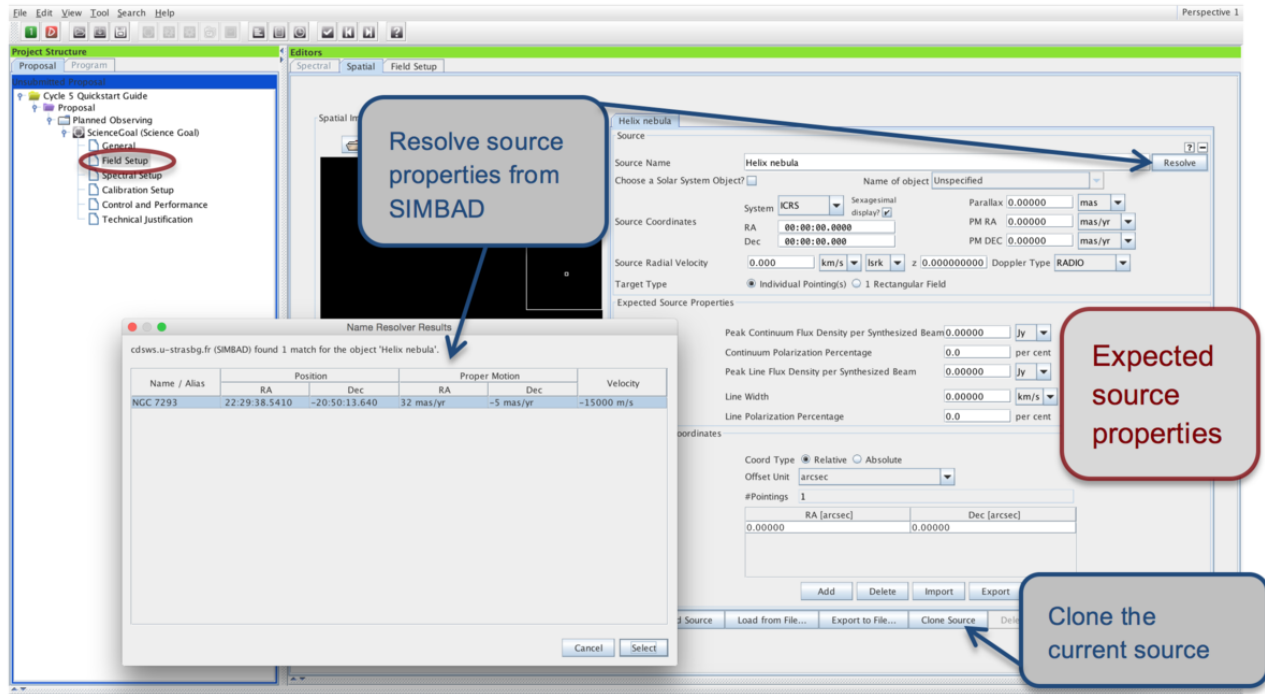 File Edit View Tool Search Help
Perspective 1
Project Structure
Editors
Proposal Program
Spectral Spatial Field Setup
Unsubmitted Proposal
Cycle 5 Quickstart Guide
Proposal
Planned Observing
ScienceGoal (Science Goal)
General
Field Setup
Spectral Setup
Calibration Setup
Control and Performance
Technical Justification
Resolve source
properties from
SIMBAD
Helix nebula
Source
? −
Source Name Helix nebula Resolve
Choose a Solar System Object? Name of object Unspecified
Source Coordinates
System ICRS Sexagesimal display? Parallax 0.00000 mas
RA 00:00:00.0000 PM RA 0.00000 mas/yr
Dec 00:00:00.000 PM DEC 0.00000 mas/yr
Source Radial Velocity 0.000 km/s lsrk z 0.000000000 Doppler Type RADIO
Target Type Individual Pointing(s) 1 Rectangular Field
Expected Source Properties
Peak Continuum Flux Density per Synthesized Beam 0.00000 Jy
Continuum Polarization Percentage 0.0 per cent
Peak Line Flux Density per Synthesized Beam 0.00000 Jy
Line Width 0.00000 km/s
Line Polarization Percentage 0.0 per cent
Expected
source
properties
Coord Type Relative Absolute
Offset Unit arcsec
#Pointings 1
RA [arcsec] Dec [arcsec]
0.00000 0.00000
Add Delete Import Export
Source Load from File... Export to File... Clone Source
Clone the
current source
Name Resolver Results
cdsws.u-strasbg.fr (SIMBAD) found 1 match for the object 'Helix nebula'.
Name / Alias Position Proper Motion Velocity
RA Dec RA Dec
NGC 7293 22:29:38.5410 -20:50:13.640 32 mas/yr -5 mas/yr -15000 m/s
Cancel Select